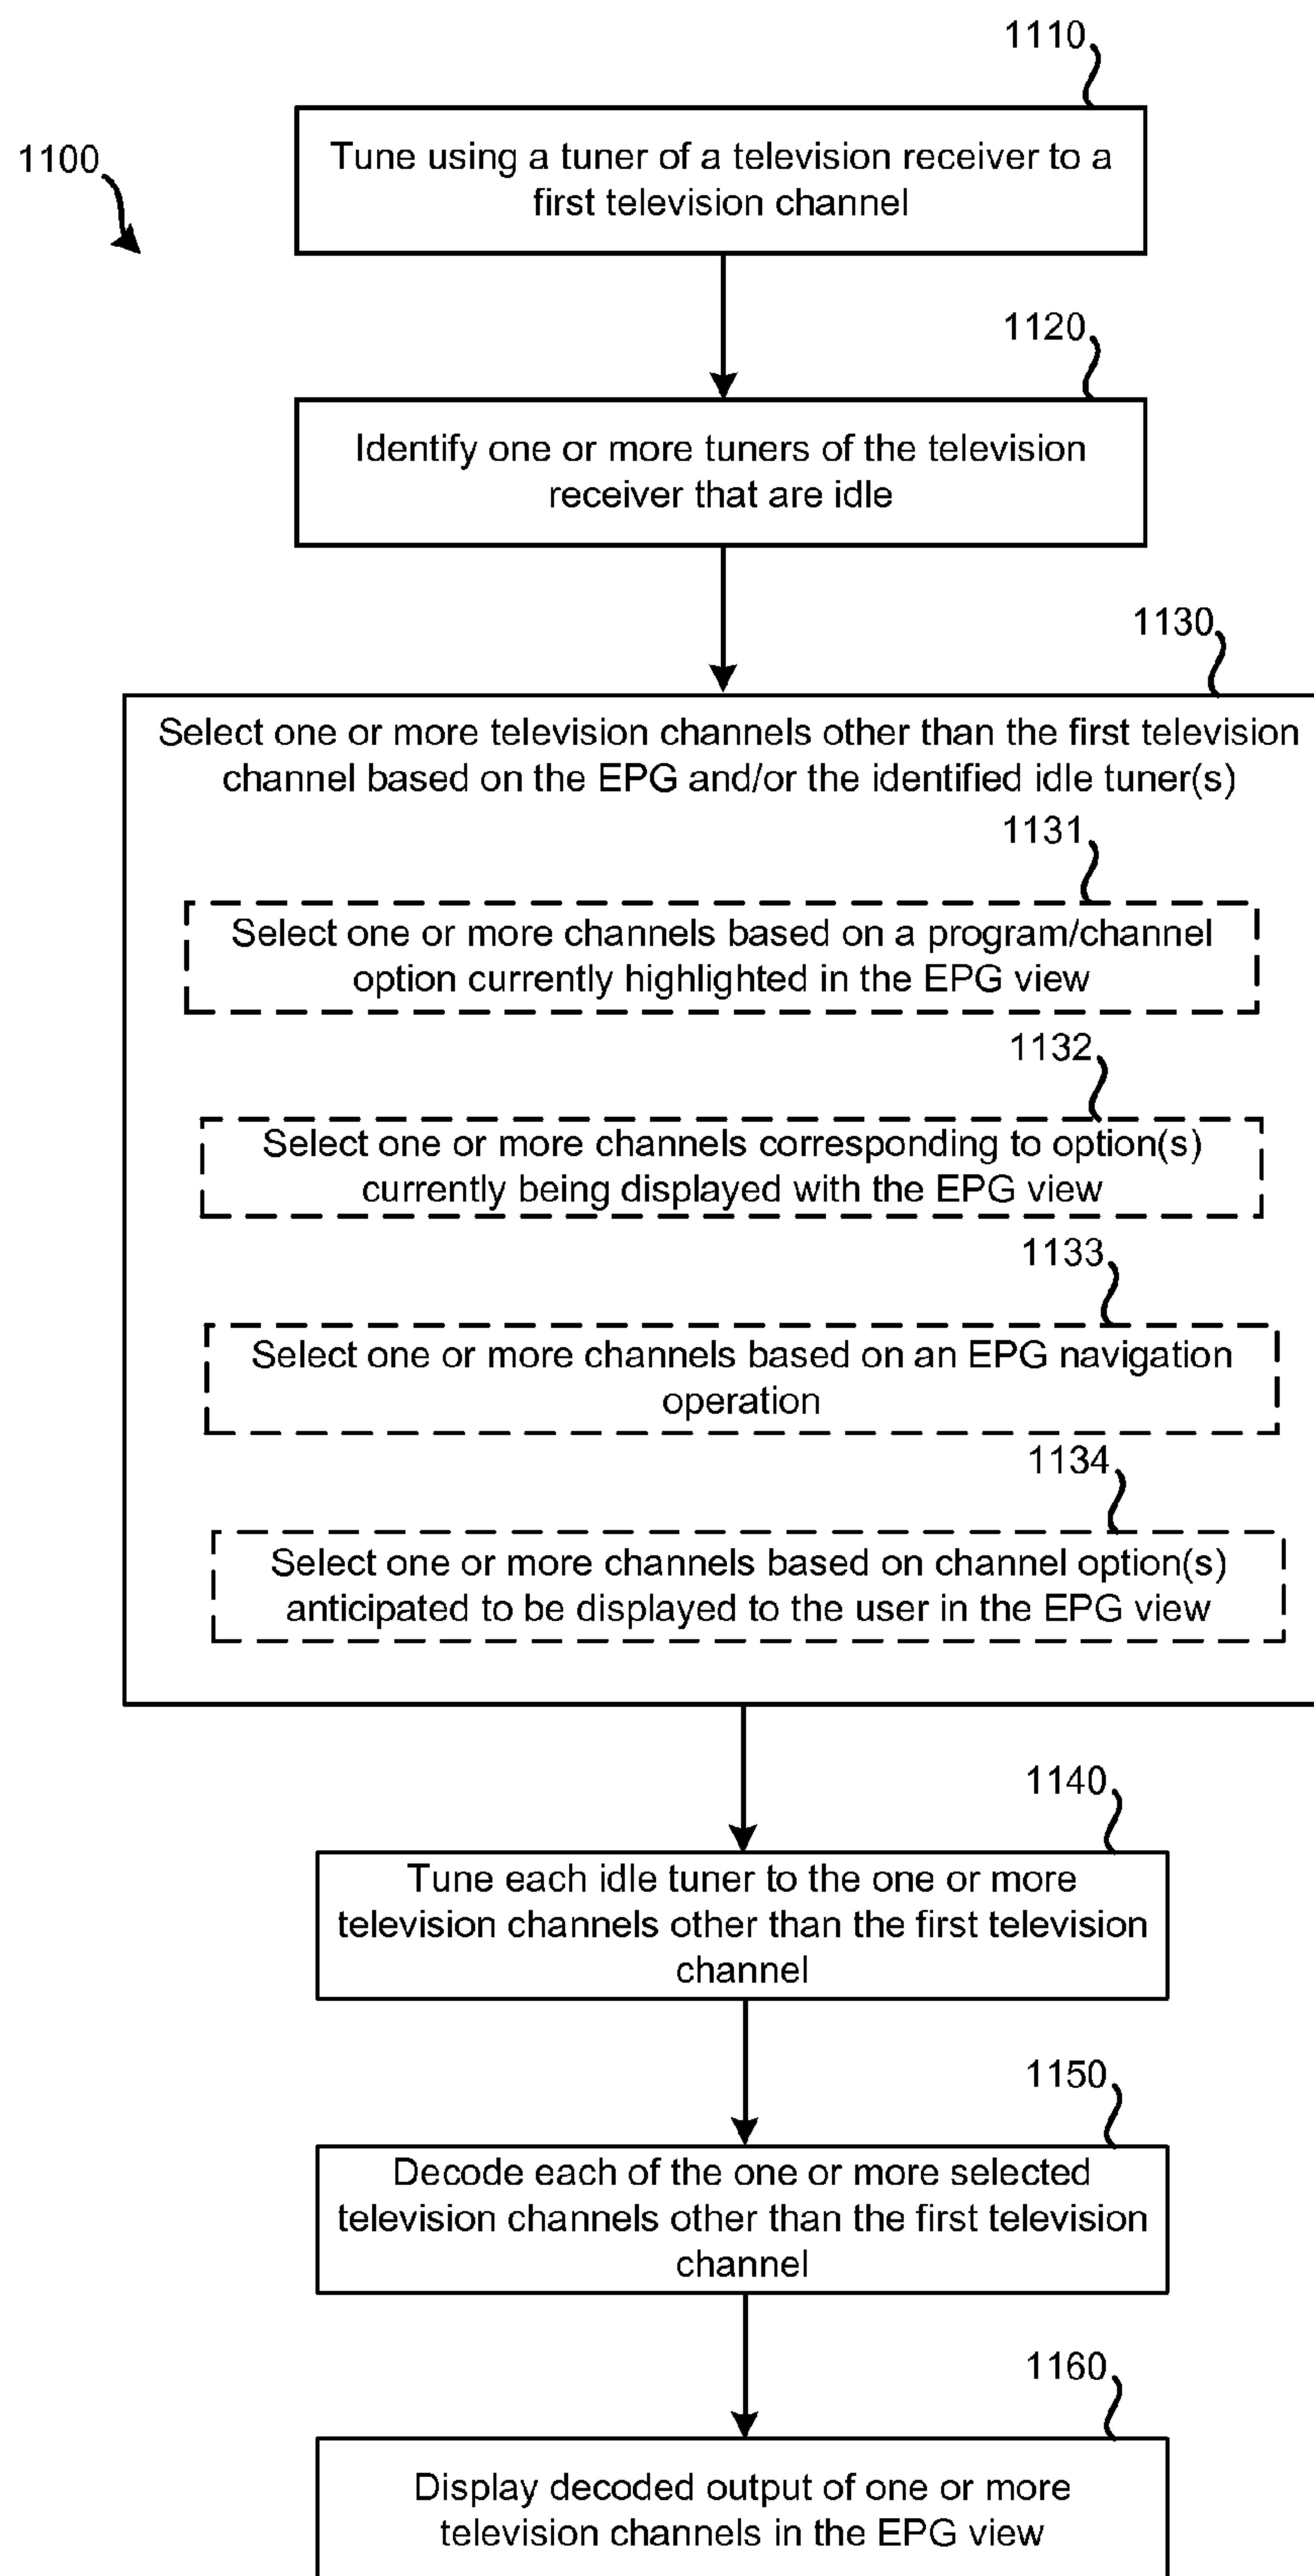 1110
1100
Tune using a tuner of a television receiver to a
first television channel
1120
Identify one or more tuners of the television
receiver that are idle
1130
Select one or more television channels other than the first television
channel based on the EPG and/or the identified idle tuner(s)
1131
Select one or more channels based on a program/channel
option currently highlighted in the EPG view
1132
Select one or more channels corresponding to option(s)
currently being displayed with the EPG view
1133
Select one or more channels based on an EPG navigation
operation
1134
Select one or more channels based on channel option(s)
anticipated to be displayed to the user in the EPG view
1140
Tune each idle tuner to the one or more
television channels other than the first television
channel
1150
Decode each of the one or more selected
television channels other than the first television
channel
1160
Display decoded output of one or more
television channels in the EPG view